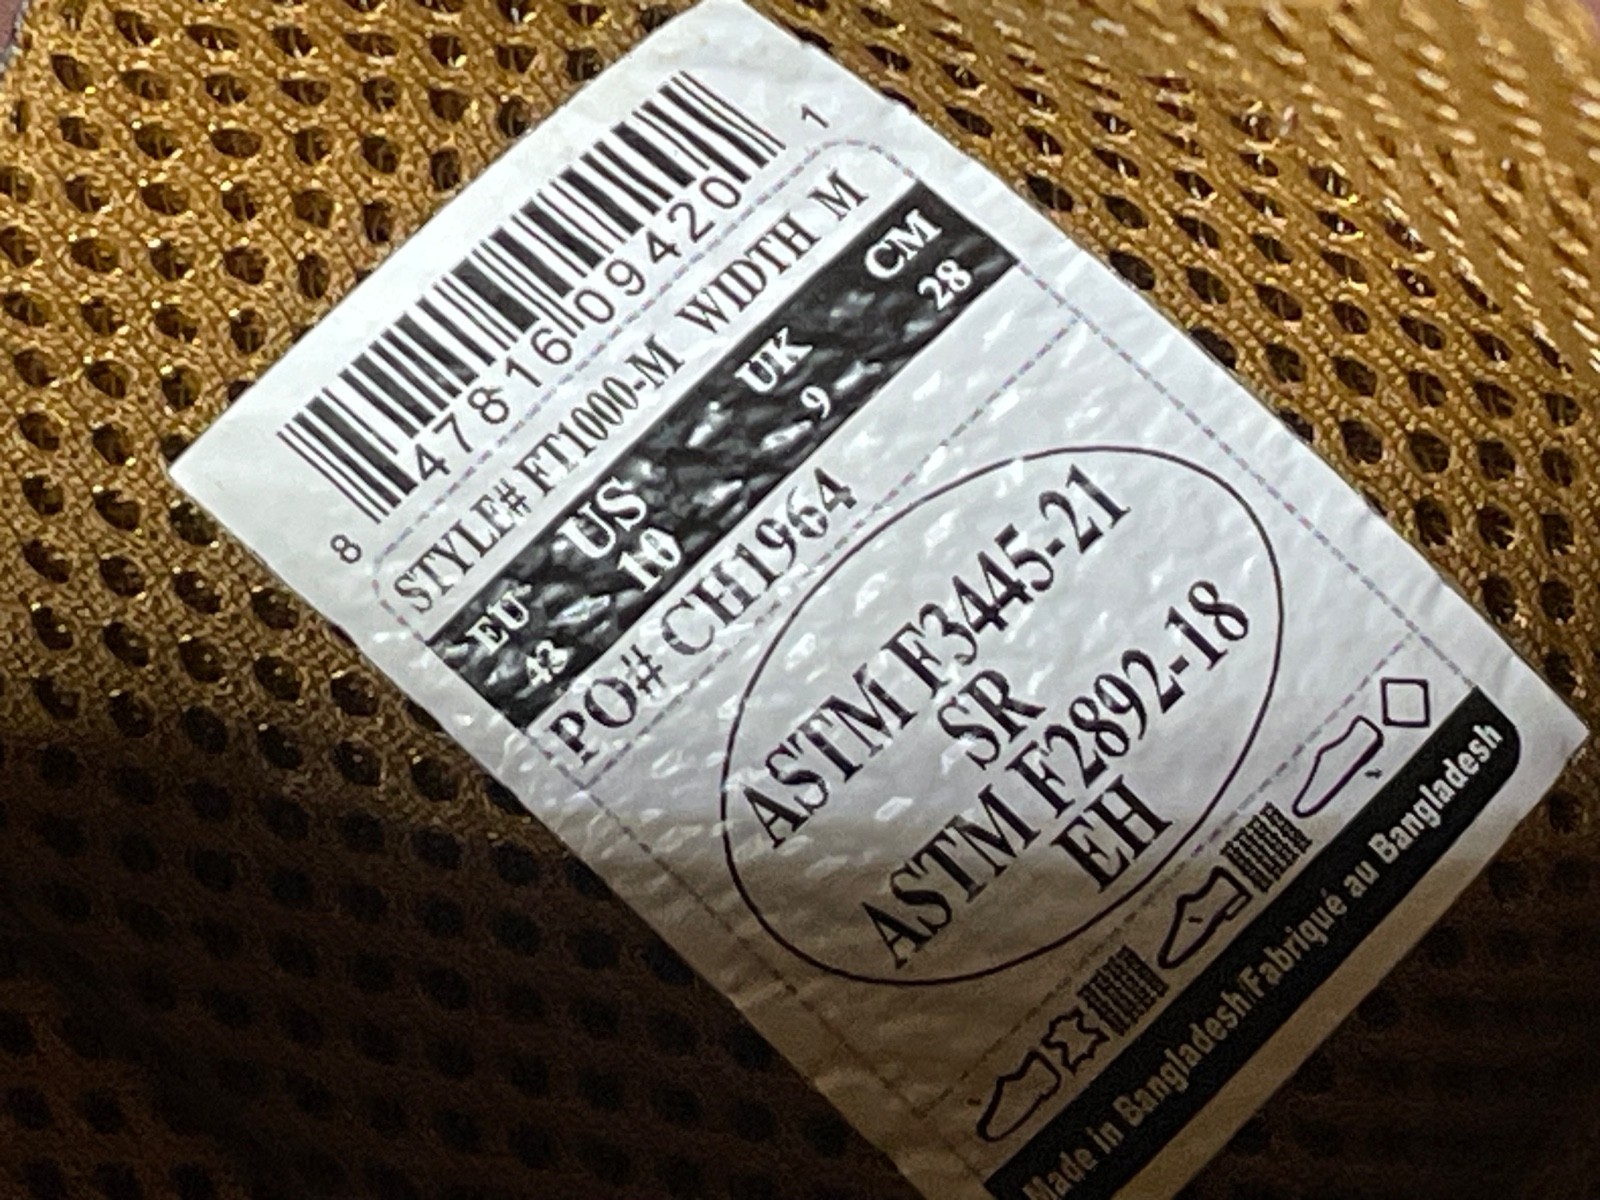 8 47816 09420 1
STYLE# FT1000-M WIDTH M
EU US UK CM
43 10 9 28
PO# CH1964
ASTM F3445-21
SR
ASTM F2892-18
EH
Made in Bangladesh/Fabriqué au Bangladesh